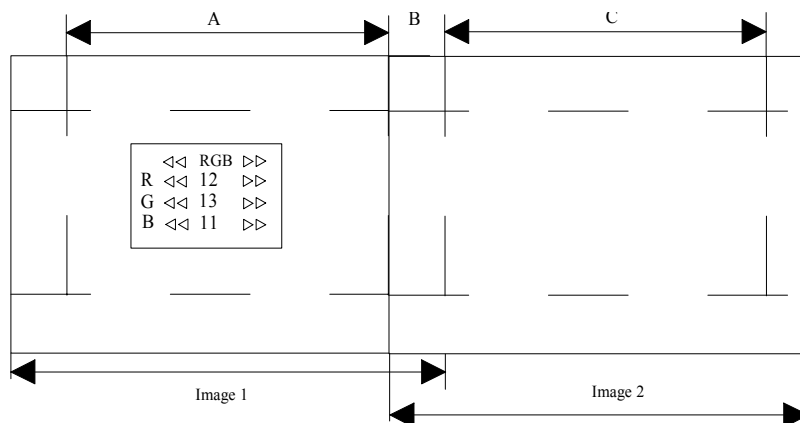 A B C
◁◁ RGB ▷▷
R ◁◁ 12 ▷▷
G ◁◁ 13 ▷▷
B ◁◁ 11 ▷▷
Image 1
Image 2